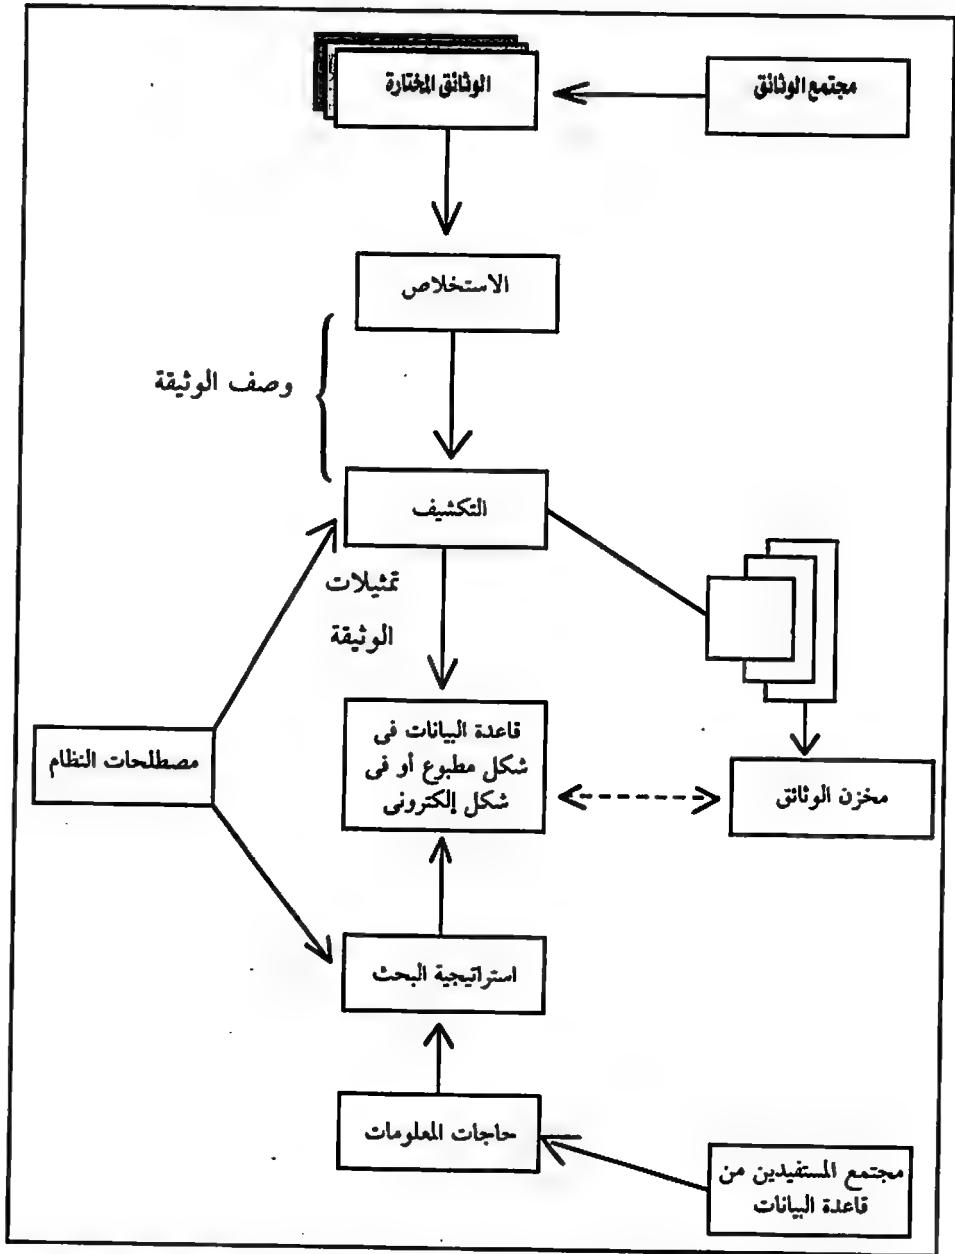 مجتمع الوثائق
الوثائق المختارة
الاستخلاص
وصف الوثيقة
التكشيف
تمثيلات
الوثيقة
قاعدة البيانات فى
شكل مطبوع أو فى
شكل إلكترونى
مصطلحات النظام
مخزن الوثائق
استراتيجية البحث
حاجات المعلومات
مجتمع المستفيدين من
قاعدة البيانات